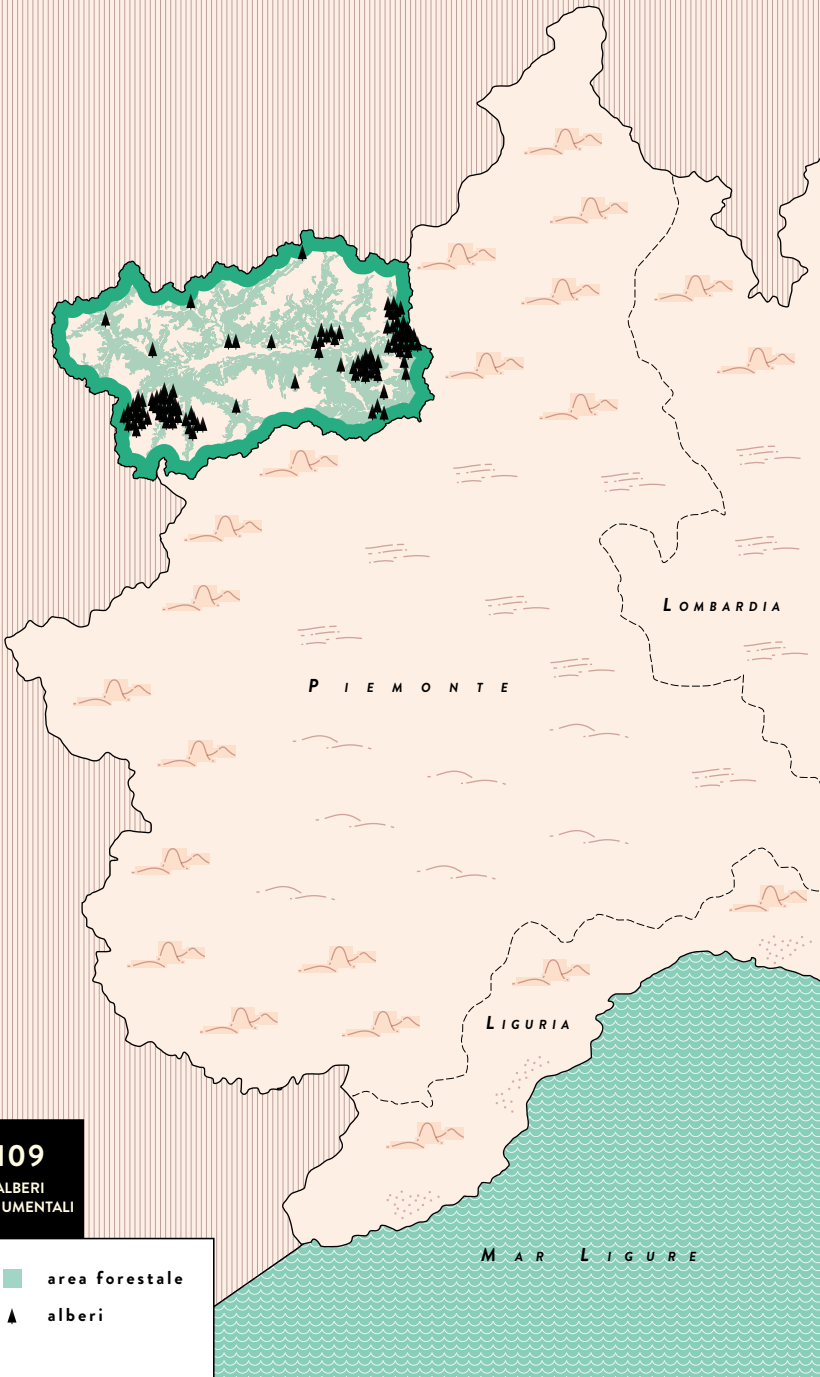 LOMBARDIA
PIEMONTE
LIGURIA
109
ALBERI
UMENTALI
MAR LIGURE
area forestale
alberi